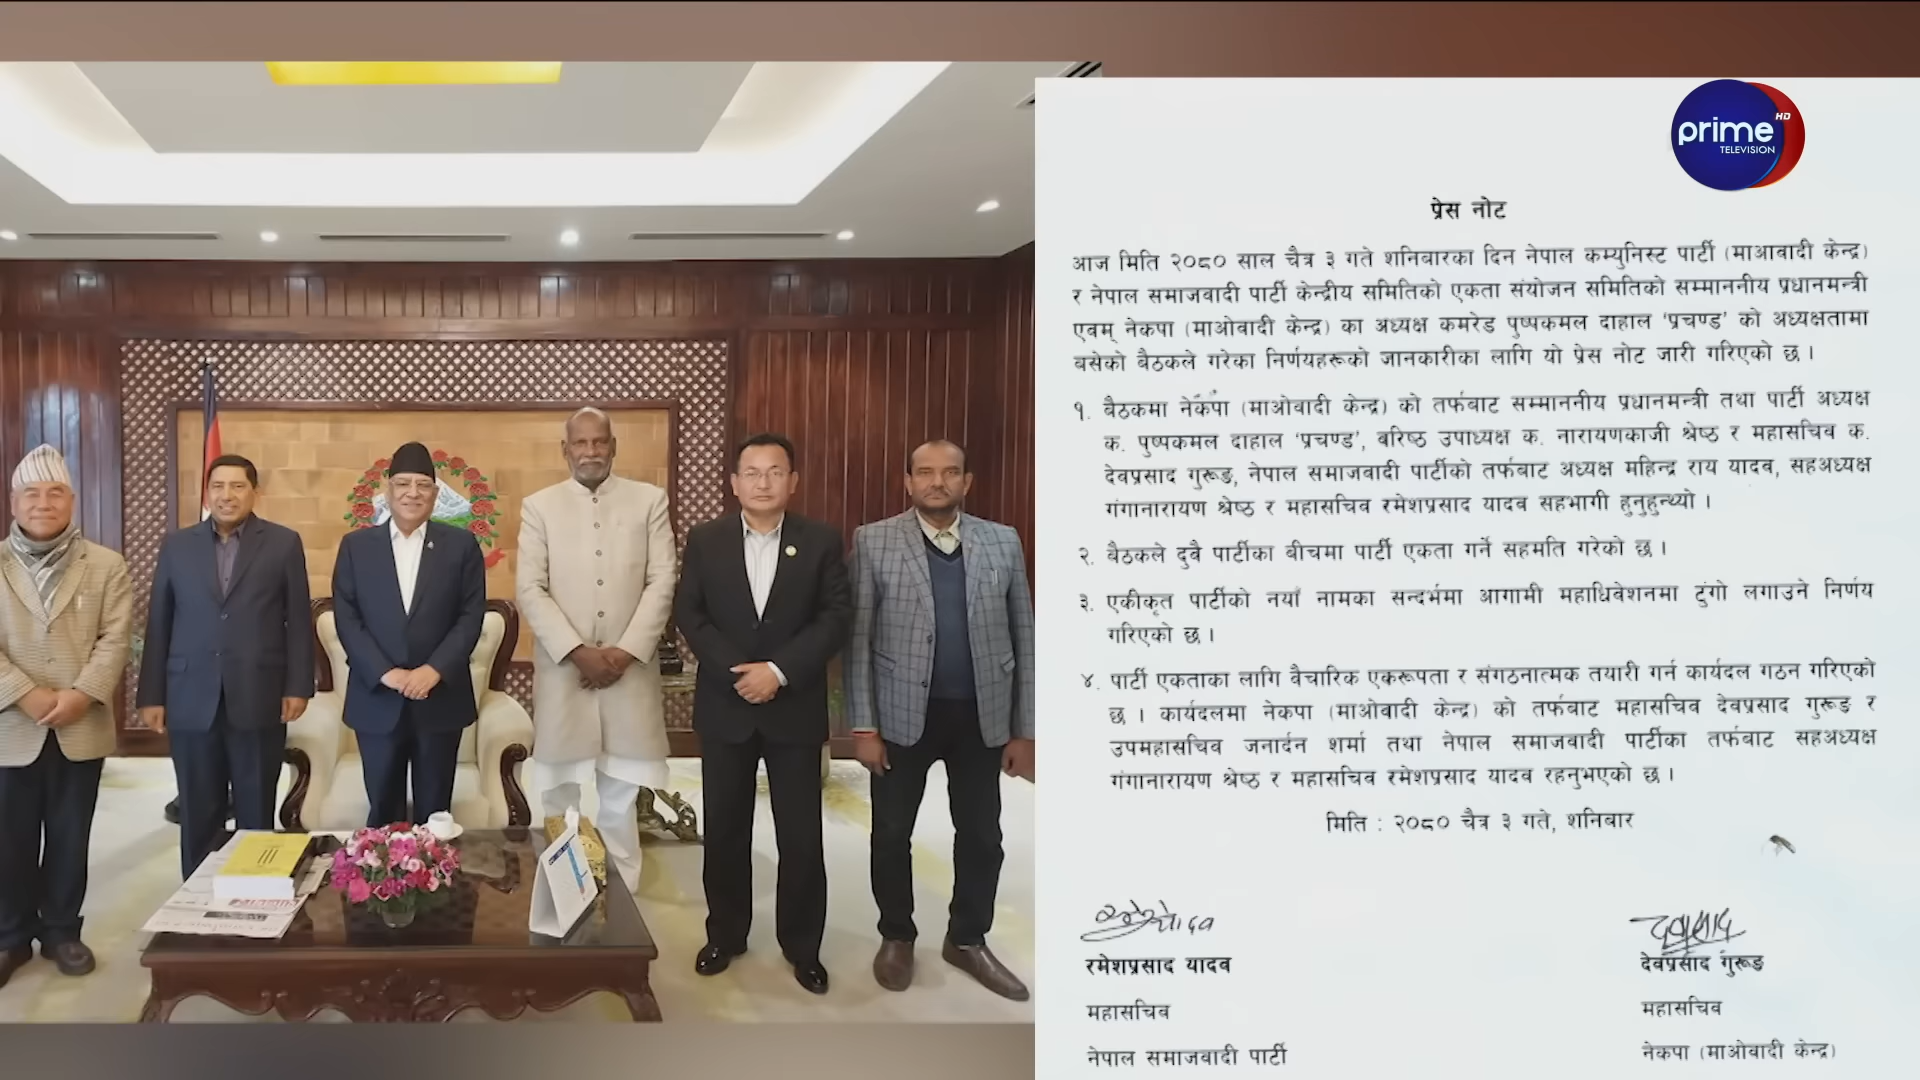 prime HD
TELEVISION
प्रेस नोट
आज मिति २०८० साल चैत्र ३ गते शनिबारका दिन नेपाल कम्युनिस्ट पार्टी (माआवादी केन्द्र)
र नेपाल समाजवादी पार्टी केन्द्रीय समितिको एकता संयोजन समितिको सम्माननीय प्रधानमन्त्री
एवम् नेकपा (माओवादी केन्द्र) का अध्यक्ष कमरेड पुष्पकमल दाहाल 'प्रचण्ड' को अध्यक्षतामा
बसेको बैठकले गरेका निर्णयहरूको जानकारीका लागि यो प्रेस नोट जारी गरिएको छ ।
१. बैठकमा नेकपा (माओवादी केन्द्र) को तर्फबाट सम्माननीय प्रधानमन्त्री तथा पार्टी अध्यक्ष
क. पुष्पकमल दाहाल 'प्रचण्ड', बरिष्ठ उपाध्यक्ष क. नारायणकाजी श्रेष्ठ र महासचिव क.
देवप्रसाद गुरूङ, नेपाल समाजवादी पार्टीको तर्फबाट अध्यक्ष महिन्द्र राय यादव, सहअध्यक्ष
गंगानारायण श्रेष्ठ र महासचिव रमेशप्रसाद यादव सहभागी हुनुहुन्थ्यो ।
२. बैठकले दुबै पार्टीका बीचमा पार्टी एकता गर्ने सहमति गरेको छ ।
३. एकीकृत पार्टीको नयाँ नामका सन्दर्भमा आगामी महाधिवेशनमा टुंगो लगाउने निर्णय
गरिएको छ ।
४. पार्टी एकताका लागि वैचारिक एकरूपता र संगठनात्मक तयारी गर्न कार्यदल गठन गरिएको
छ । कार्यदलमा नेकपा (माओवादी केन्द्र) को तर्फबाट महासचिव देवप्रसाद गुरूङ र
उपमहासचिव जनार्दन शर्मा तथा नेपाल समाजवादी पार्टीका तर्फबाट सहअध्यक्ष
गंगानारायण श्रेष्ठ र महासचिव रमेशप्रसाद यादव रहनुभएको छ ।
मिति : २०८० चैत्र ३ गते, शनिबार
रमेशप्रसाद यादव
महासचिव
नेपाल समाजवादी पार्टी
देवप्रसाद गुरूङ
महासचिव
नेकपा (माओवादी केन्द्र)